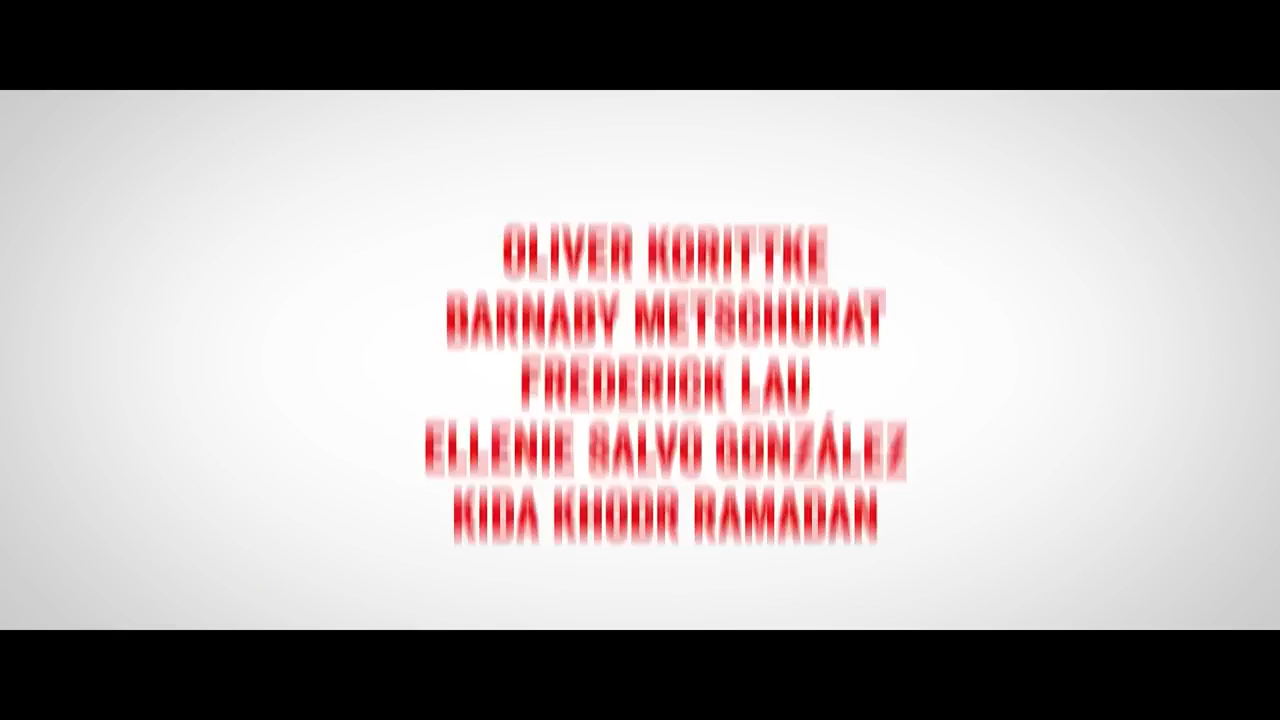 OLIVER KORITTKE
BARNABY METSCHURAT
FREDERICK LAU
ELLENIE SALVO GONZÁLEZ
KIDA KHODR RAMADAN